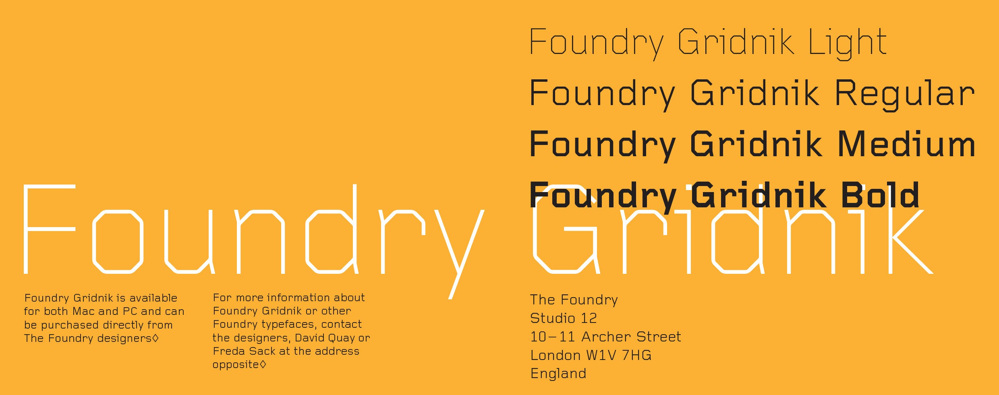 Foundry Gridnik Light
Foundry Gridnik Regular
Foundry Gridnik Medium
Foundry Gridnik Bold
Foundry Gridnik
Foundry Gridnik is available
for both Mac and PC and can
be purchased directly from
The Foundry designers◊
For more information about
Foundry Gridnik or other
Foundry typefaces, contact
the designers, David Quay or
Freda Sack at the address
opposite◊
The Foundry
Studio 12
10–11 Archer Street
London W1V 7HG
England